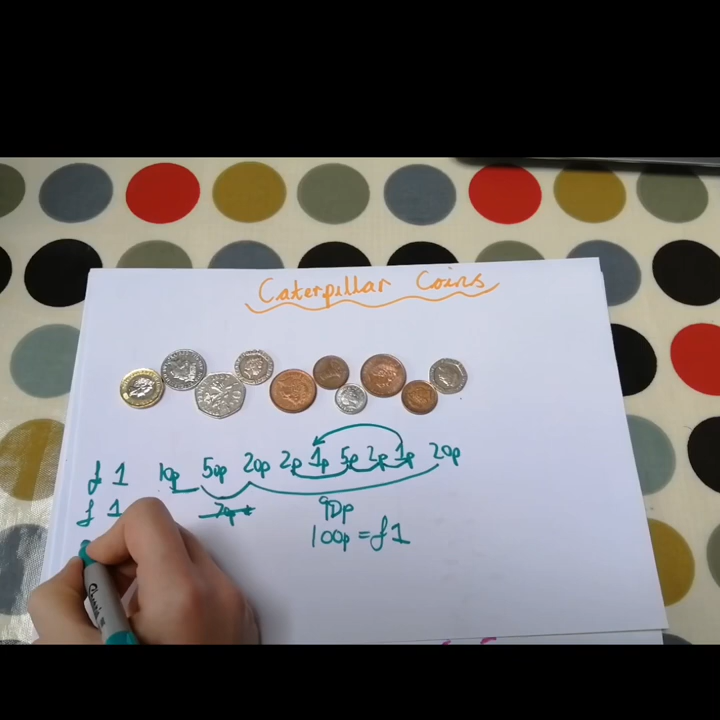 Caterpillar Coins
£1 10p 50p 20p 2p 1p 5p 2p 1p 20p
£1 90p
100p = £1